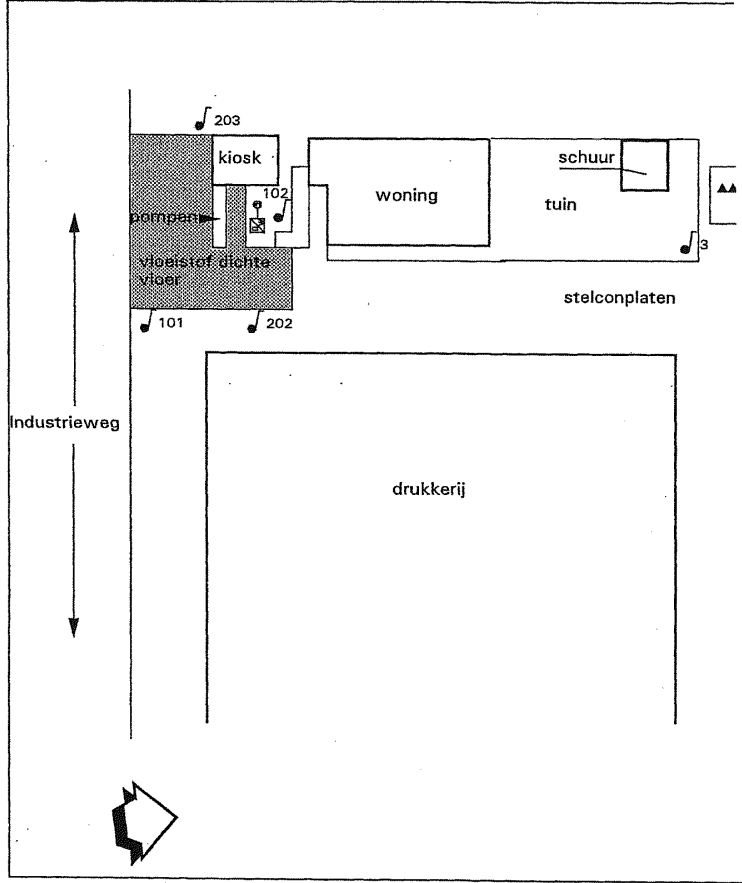 203
kiosk
schuur
102
woning
tuin
pompen
3
vloeistof dichte
vloer
stelconplaten
101
202
Industrieweg
drukkerij